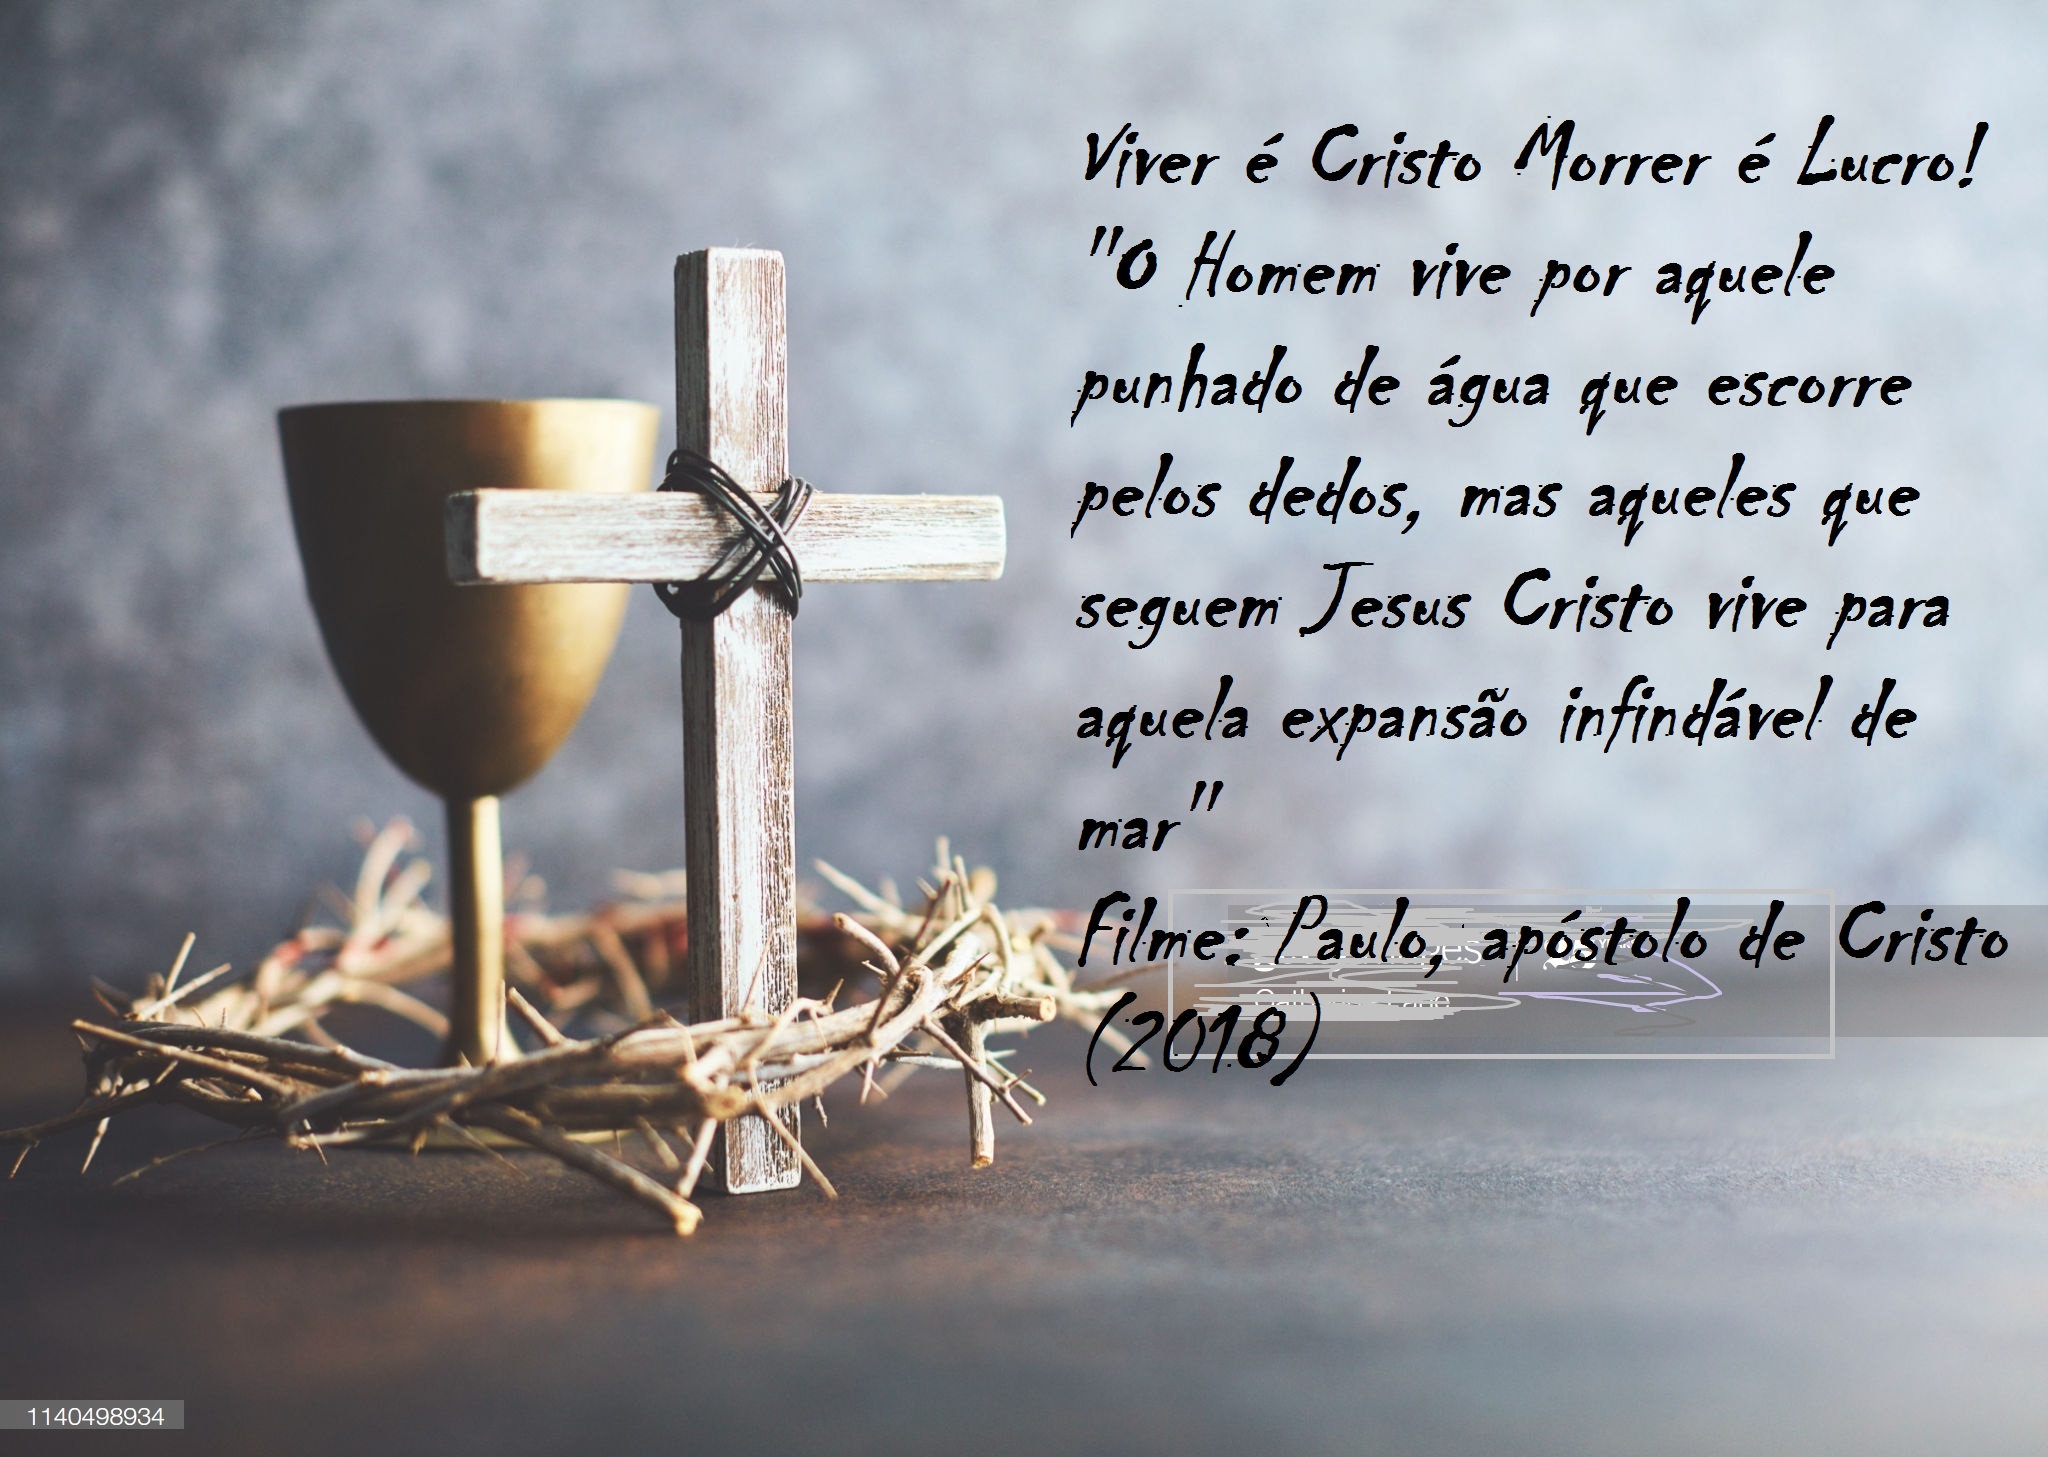 Viver é Cristo Morrer é Lucro!
"O Homem vive por aquele
punhado de água que escorre
pelos dedos, mas aqueles que
seguem Jesus Cristo vive para
aquela expansão infindável de
mar"
Filme: Paulo, apóstolo de Cristo
(2018)
1140498934